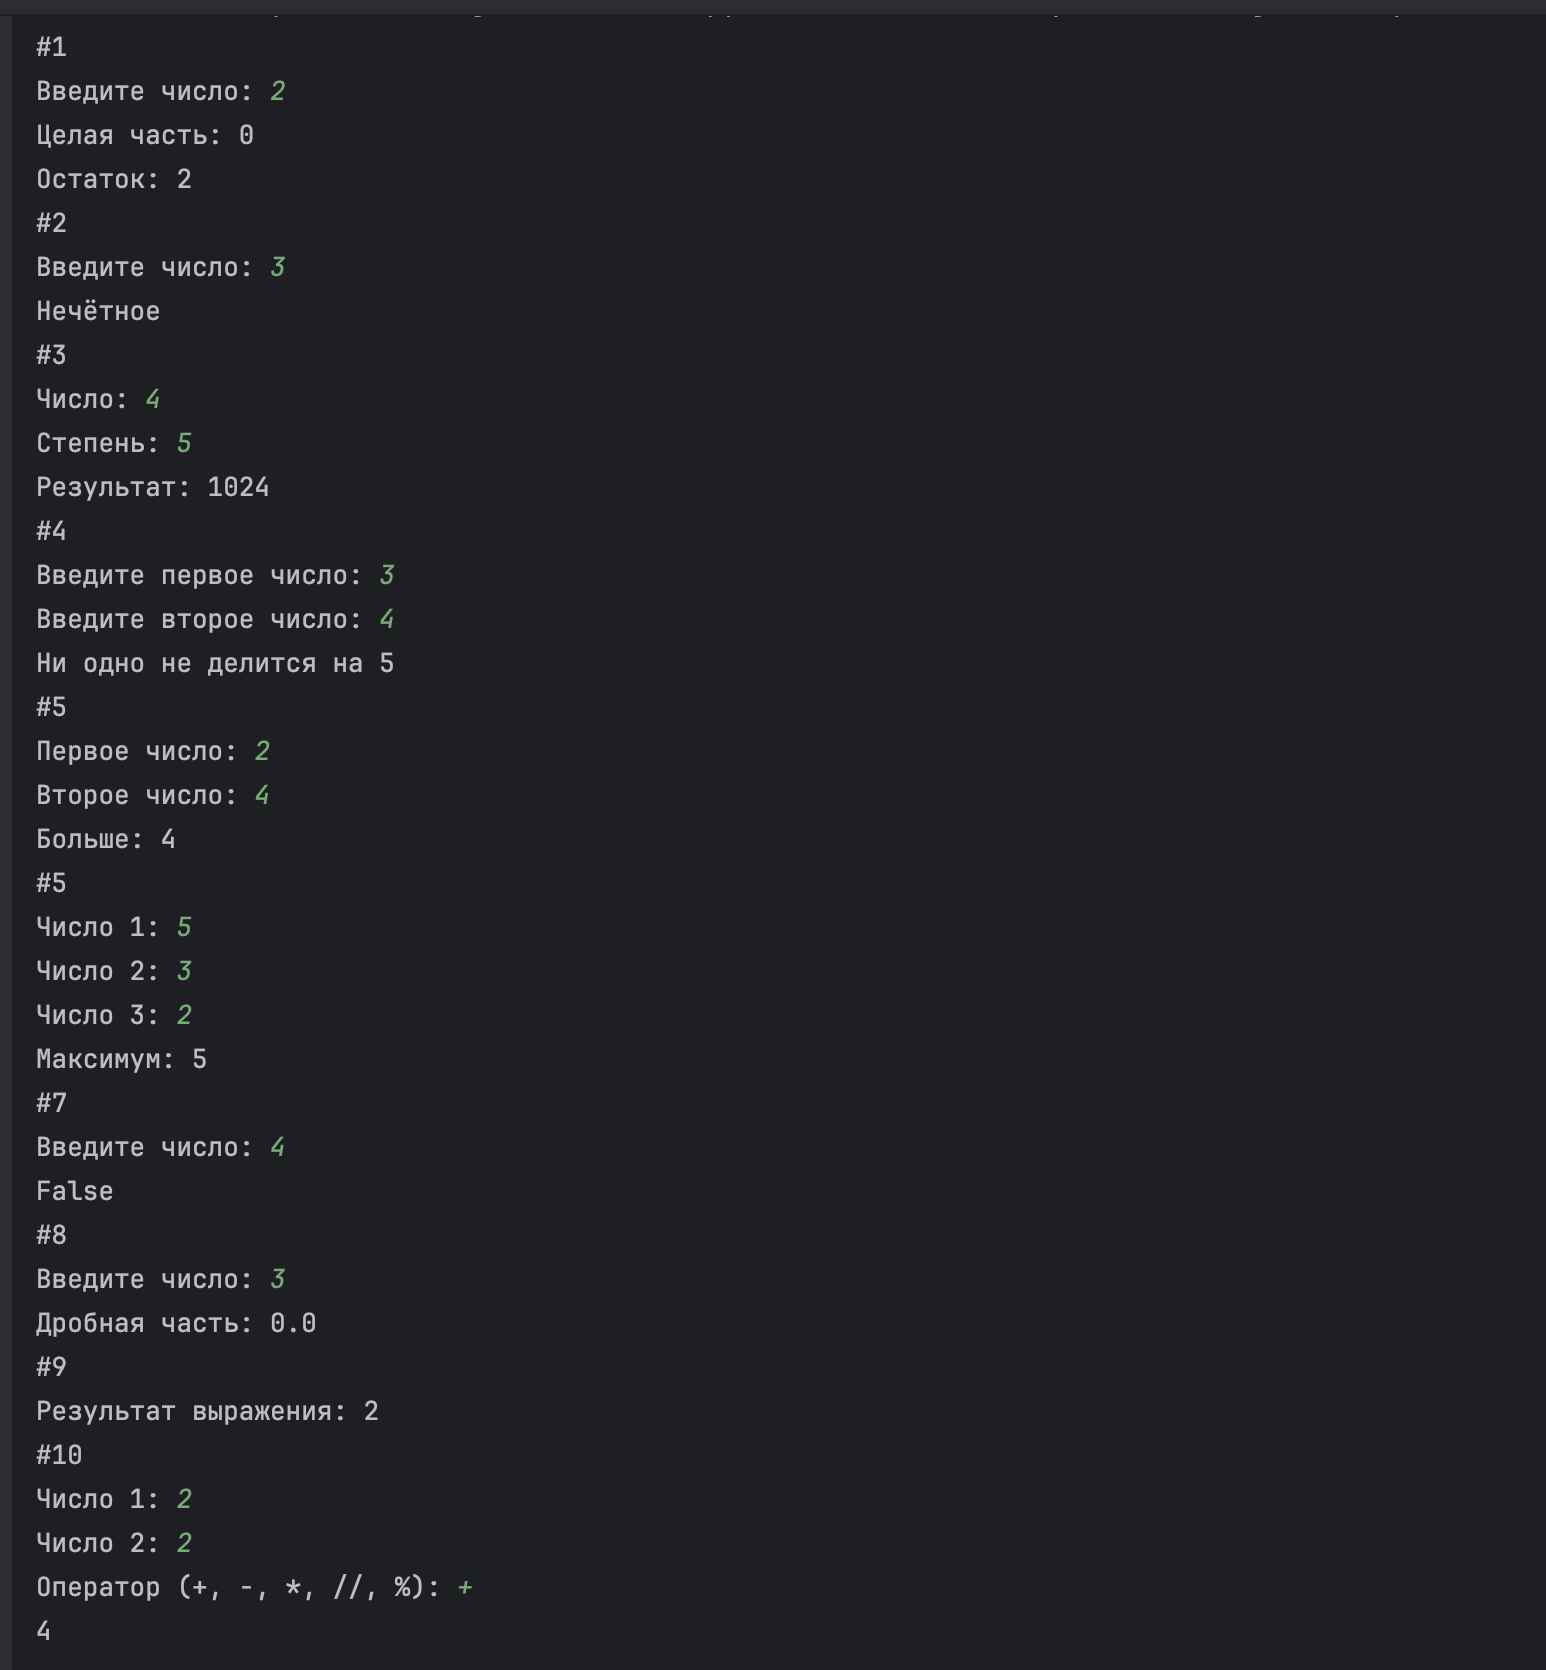 #1
Введите число: 2
Целая часть: 0
Остаток: 2
#2
Введите число: 3
Нечётное
#3
Число: 4
Степень: 5
Результат: 1024
#4
Введите первое число: 3
Введите второе число: 4
Ни одно не делится на 5
#5
Первое число: 2
Второе число: 4
Больше: 4
#5
Число 1: 5
Число 2: 3
Число 3: 2
Максимум: 5
#7
Введите число: 4
False
#8
Введите число: 3
Дробная часть: 0.0
#9
Результат выражения: 2
#10
Число 1: 2
Число 2: 2
Оператор (+, -, *, //, %): +
4